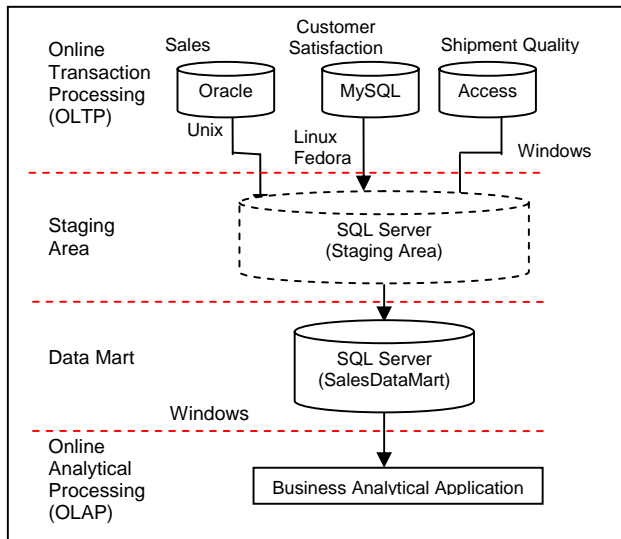 Online
Transaction
Processing
(OLTP)
Sales
Customer
Satisfaction
Shipment Quality
Oracle
MySQL
Access
Unix
Linux
Fedora
Windows
Staging
Area
SQL Server
(Staging Area)
Data Mart
SQL Server
(SalesDataMart)
Windows
Online
Analytical
Processing
(OLAP)
Business Analytical Application